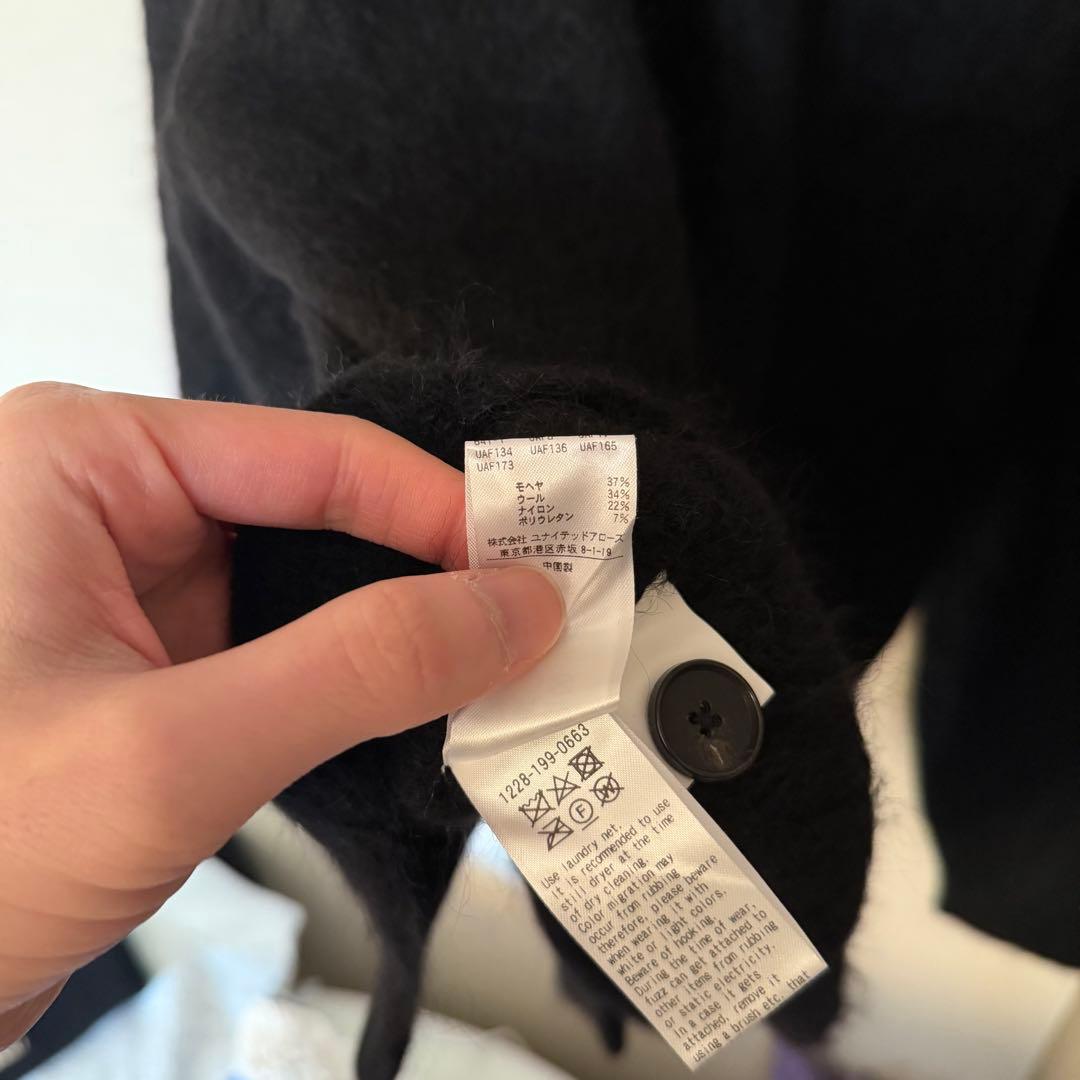 UAF134 UAF136 UAF165
UAF173
モヘヤ 37%
ウール 34%
ナイロン 22%
ポリウレタン 7%
株式会社 ユナイテッドアローズ
東京都港区赤坂 8-1-19
中国製
1228-199-0663
F
W
Use laundry net.
It is recommended to use
still dryer at the time
of dry cleaning.
Color migration may
occur from rubbing
therefore, please beware
when wearing it with
white or light colors.
Beware of hooking
During the time of wear,
fuzz can get attached to
other items from rubbing
or static electricity.
In a case it gets
attached, remove it
using a brush etc. that